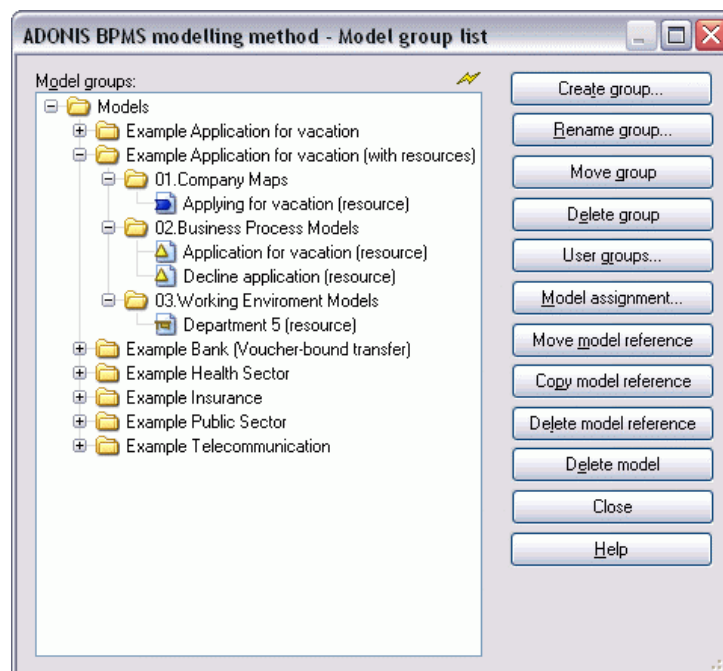 ADONIS BPMS modelling method - Model group list
Model groups:
Models
Example Application for vacation
Example Application for vacation (with resources)
01.Company Maps
Applying for vacation (resource)
02.Business Process Models
Application for vacation (resource)
Decline application (resource)
03.Working Enviroment Models
Department 5 (resource)
Example Bank (Voucher-bound transfer)
Example Health Sector
Example Insurance
Example Public Sector
Example Telecommunication
Create group...
Rename group...
Move group
Delete group
User groups...
Model assignment...
Move model reference
Copy model reference
Delete model reference
Delete model
Close
Help